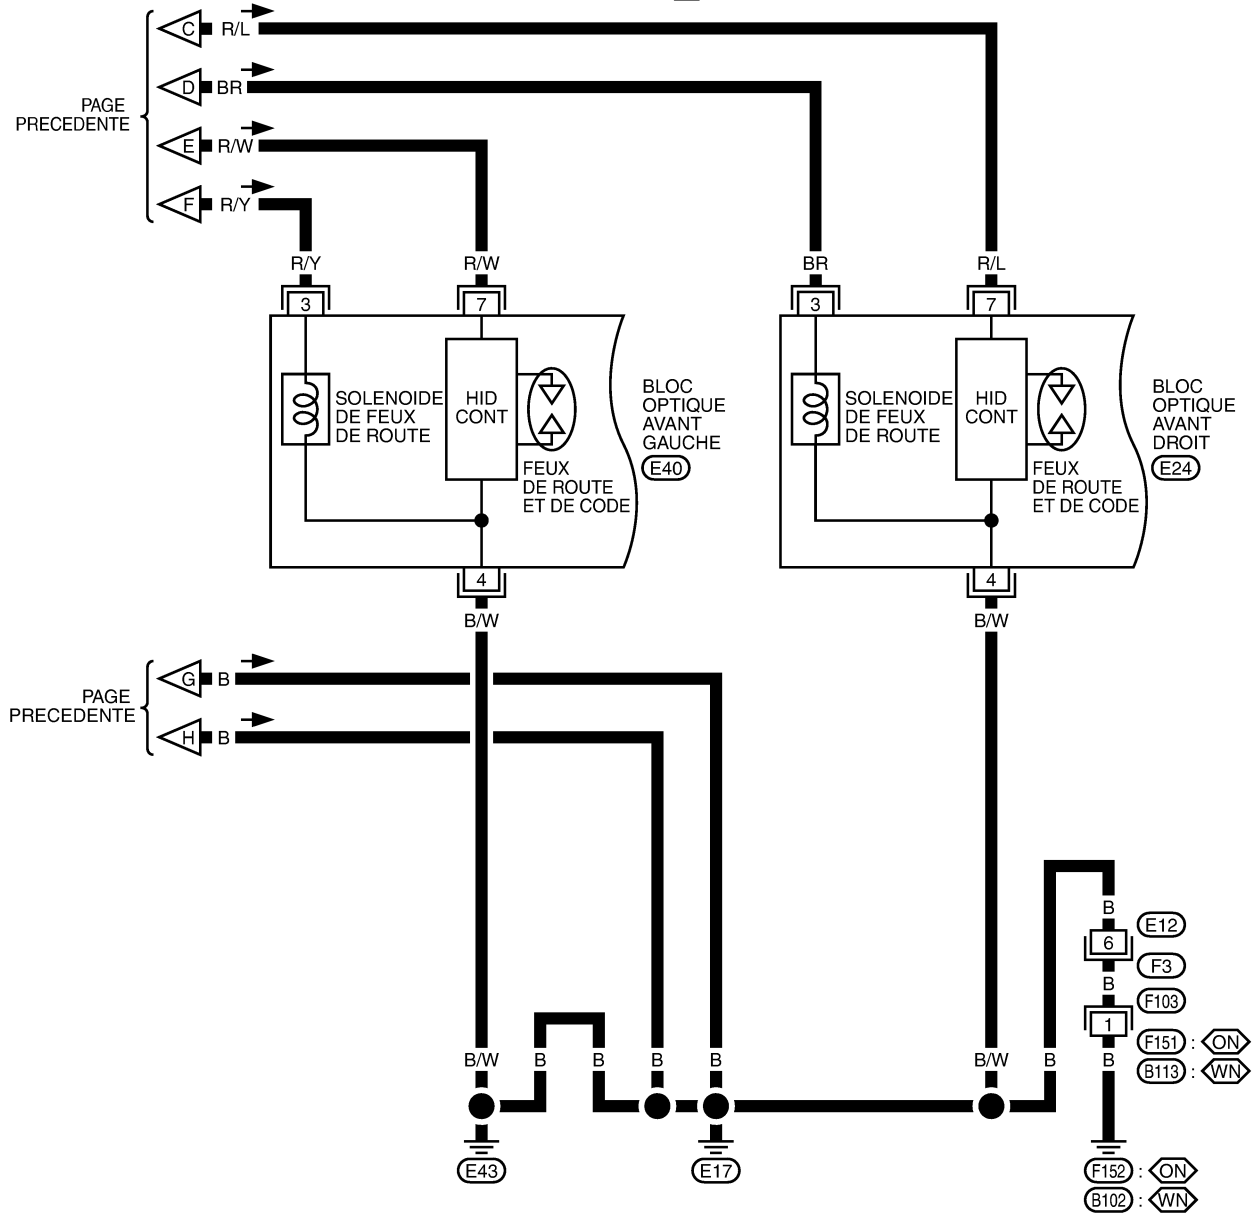 C R/L
D BR
PAGE
PRECEDENTE
E R/W
F R/Y
R/Y R/W BR R/L
3 7 3 7
SOLENOIDE
DE FEUX
DE ROUTE
HID
CONT
BLOC
OPTIQUE
AVANT
GAUCHE
E40
FEUX
DE ROUTE
ET DE CODE
SOLENOIDE
DE FEUX
DE ROUTE
HID
CONT
BLOC
OPTIQUE
AVANT
DROIT
E24
FEUX
DE ROUTE
ET DE CODE
4 4
B/W B/W
G B
PAGE
PRECEDENTE
H B
B
E12
6
F3
B
F103
1
F151 : ON
B/W B B B B B/W B B
B113 : WN
E43 E17
F152 : ON
B102 : WN